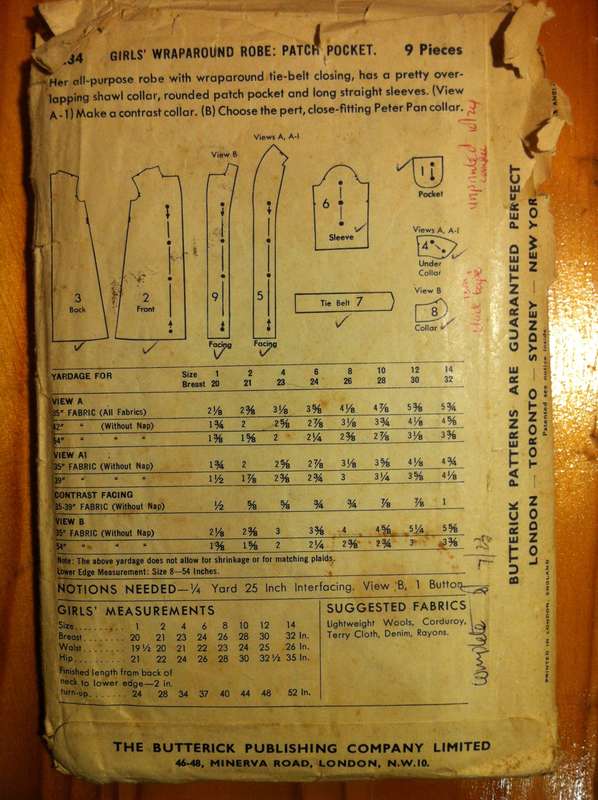 34 GIRLS' WRAPAROUND ROBE: PATCH POCKET. 9 Pieces
Her all-purpose robe with wraparound tie-belt closing, has a pretty over-
lapping shawl collar, rounded patch pocket and long straight sleeves. (View
A-1) Make a contrast collar. (B) Choose the pert, close-fitting Peter Pan collar.
Views A, A-I
View B
1
Pocket
6
Sleeve
Views A, A-I
4
Under
Collar
3
Back
2
Front
9
Facing
5
Facing
Tie Belt 7
View B
8
Collar
YARDAGE FOR Size 1 2 4 6 8 10 12 14
Breast 20 21 23 24 26 28 30 32
VIEW A
35" FABRIC (All Fabrics) 2⅛ 2⅜ 3⅛ 3⅝ 4⅛ 4⅞ 5⅜ 5¾
42" " (Without Nap) 1¾ 2 2⅝ 2⅞ 3⅛ 3¾ 4⅛ 4⅝
54" " " " 1⅜ 1⅝ 2 2¼ 2⅝ 2⅞ 3⅛ 3⅜
VIEW A1
35" FABRIC (Without Nap) 1¾ 2 2⅝ 2⅞ 3⅛ 3⅝ 4⅛ 4¾
39" " " " 1½ 1⅞ 2⅜ 2¾ 3 3¼ 3⅝ 4⅛
CONTRAST FACING
35-39" FABRIC (Without Nap) ½ ⅝ ⅝ ¾ ¾ ⅞ ⅞ 1
VIEW B
35" FABRIC (Without Nap) 2⅛ 2⅜ 3 3⅜ 4 4⅝ 5¼ 5⅝
54" " " " 1⅜ 1⅝ 2 2¼ 2⅜ 2¾ 3 3⅜
Note: The above yardage does not allow for shrinkage or for matching plaids.
Lower Edge Measurement: Size 8—54 Inches.
NOTIONS NEEDED—¼ Yard 25 Inch Interfacing. View B, 1 Button
GIRLS' MEASUREMENTS
Size 1 2 4 6 8 10 12 14
Breast 20 21 23 24 26 28 30 32 In.
Waist 19½ 20 21 22 23 24 25 26 In.
Hip 21 22 24 26 28 30 32½ 35 In.
Finished length from back of
neck to lower edge—2 in.
turn-up 24 28 34 37 40 44 48 52 In.
SUGGESTED FABRICS
Lightweight Wools, Corduroy,
Terry Cloth, Denim, Rayons.
THE BUTTERICK PUBLISHING COMPANY LIMITED
46-48, MINERVA ROAD, LONDON, N.W.10.
unprinted
complete 8 7/23
BUTTERICK PATTERNS ARE GUARANTEED PERFECT
LONDON — TORONTO — SYDNEY — NEW YOR
PRINTED IN LONDON, ENGLAND